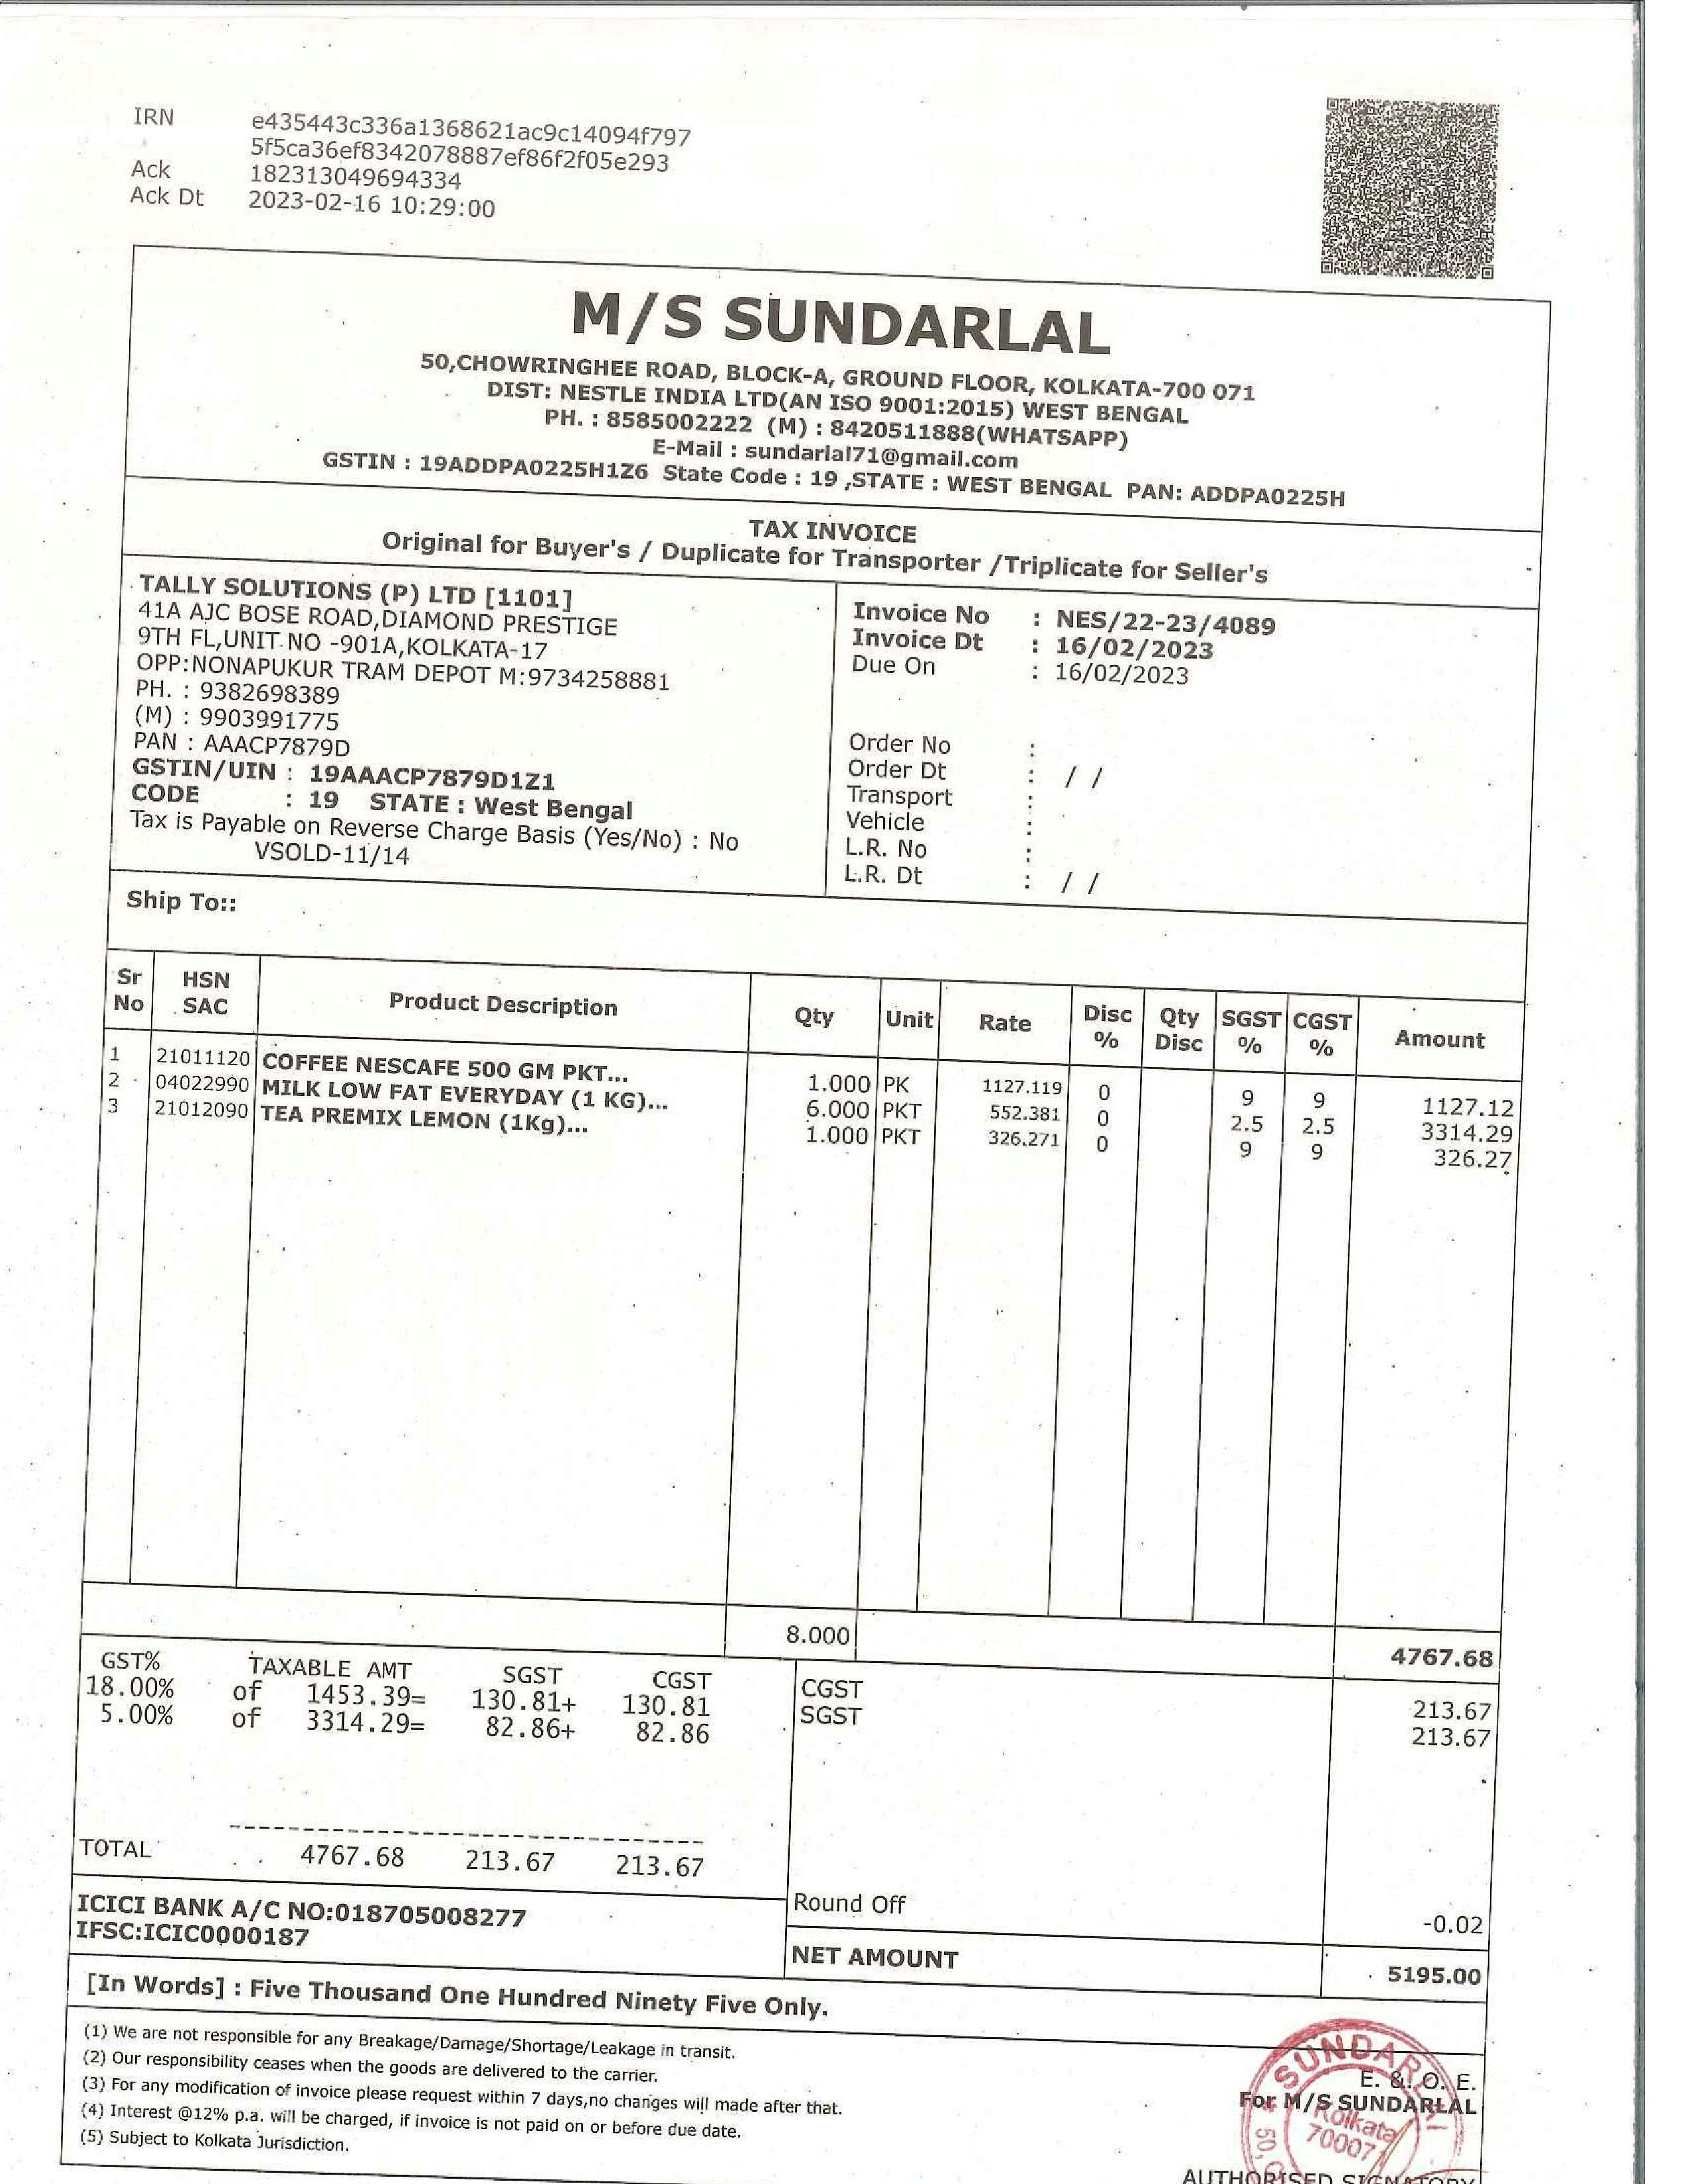 IRN e435443c336a1368621ac9c14094f797
5f5ca36ef8342078887ef86f2f05e293
Ack 182313049694334
Ack Dt 2023-02-16 10:29:00
M/S SUNDARLAL
50,CHOWRINGHEE ROAD, BLOCK-A, GROUND FLOOR, KOLKATA-700 071
DIST: NESTLE INDIA LTD(AN ISO 9001:2015) WEST BENGAL
PH. : 8585002222 (M) : 8420511888(WHATSAPP)
E-Mail : sundarlal71@gmail.com
GSTIN : 19ADDPA0225H1Z6 State Code : 19 ,STATE : WEST BENGAL PAN: ADDPA0225H
TAX INVOICE
Original for Buyer's / Duplicate for Transporter /Triplicate for Seller's
TALLY SOLUTIONS (P) LTD [1101]
41A AJC BOSE ROAD,DIAMOND PRESTIGE
9TH FL,UNIT NO -901A,KOLKATA-17
OPP:NONAPUKUR TRAM DEPOT M:9734258881
PH. : 9382698389
(M) : 9903991775
PAN : AAACP7879D
GSTIN/UIN : 19AAACP7879D1Z1
CODE : 19 STATE : West Bengal
Tax is Payable on Reverse Charge Basis (Yes/No) : No
VSOLD-11/14
Invoice No : NES/22-23/4089
Invoice Dt : 16/02/2023
Due On : 16/02/2023
Order No :
Order Dt : / /
Transport :
Vehicle :
L.R. No :
L.R. Dt : / /
Ship To::
Sr No HSN SAC Product Description Qty Unit Rate Disc % Qty Disc SGST % CGST % Amount
1 21011120 COFFEE NESCAFE 500 GM PKT... 1.000 PK 1127.119 0 9 9 1127.12
2 04022990 MILK LOW FAT EVERYDAY (1 KG)... 6.000 PKT 552.381 0 2.5 2.5 3314.29
3 21012090 TEA PREMIX LEMON (1Kg)... 1.000 PKT 326.271 0 9 9 326.27
8.000 4767.68
GST% TAXABLE AMT SGST CGST
18.00% of 1453.39= 130.81+ 130.81
5.00% of 3314.29= 82.86+ 82.86
TOTAL 4767.68 213.67 213.67
CGST 213.67
SGST 213.67
Round Off -0.02
NET AMOUNT 5195.00
ICICI BANK A/C NO:018705008277
IFSC:ICIC0000187
[In Words] : Five Thousand One Hundred Ninety Five Only.
(1) We are not responsible for any Breakage/Damage/Shortage/Leakage in transit.
(2) Our responsibility ceases when the goods are delivered to the carrier.
(3) For any modification of invoice please request within 7 days,no changes will made after that.
(4) Interest @12% p.a. will be charged, if invoice is not paid on or before due date.
(5) Subject to Kolkata Jurisdiction.
E. & O. E.
For M/S SUNDARLAL
Kolkata
AUTHORISED SIGNATORY